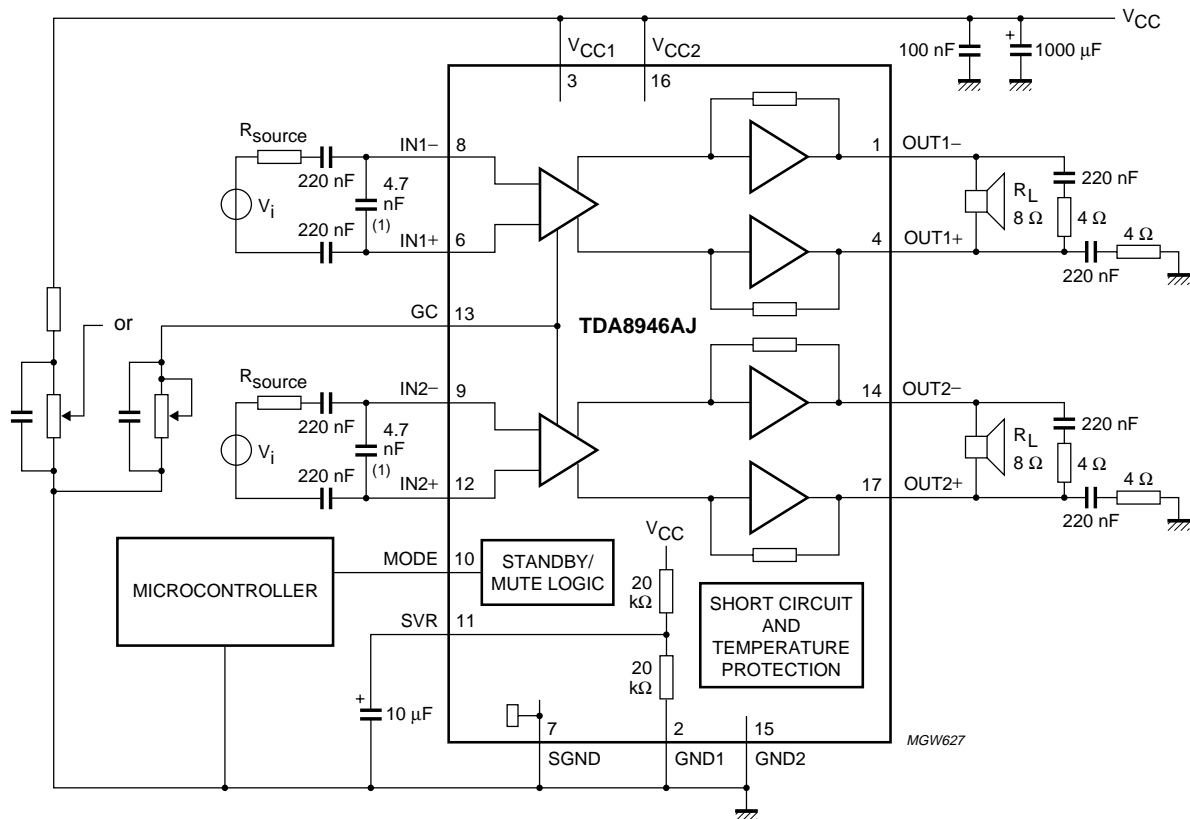 VCC
VCC1
VCC2
100 nF
+
1000 μF
3
16
Rsource
IN1−
8
1
OUT1−
220 nF
4.7
nF
(1)
Vi
220 nF
IN1+
6
4
OUT1+
RL
8 Ω
220 nF
4 Ω
4 Ω
220 nF
or
GC
13
TDA8946AJ
Rsource
IN2−
9
14
OUT2−
220 nF
4.7
nF
(1)
Vi
220 nF
IN2+
12
17
OUT2+
RL
8 Ω
220 nF
4 Ω
4 Ω
220 nF
MICROCONTROLLER
MODE
10
STANDBY/
MUTE LOGIC
VCC
20
kΩ
SVR
11
20
kΩ
SHORT CIRCUIT
AND
TEMPERATURE
PROTECTION
+
10 μF
7
2
15
SGND
GND1
GND2
MGW627